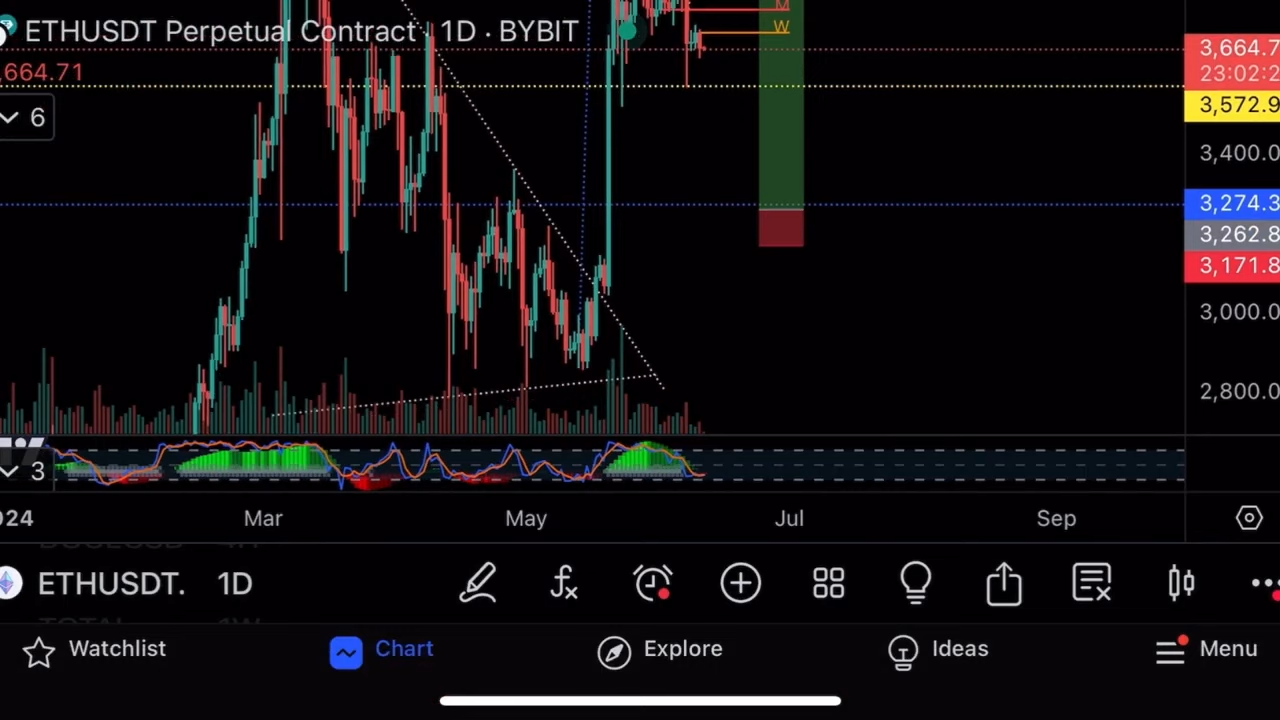 ETHUSDT Perpetual Contract · 1D · BYBIT
M
W
3,664.7
23:02:2
664.71
3,572.9
6
3,400.0
3,274.3
3,262.8
3,171.8
3,000.0
2,800.0
3
024
Mar
May
Jul
Sep
ETHUSDT. 1D
Watchlist
Chart
Explore
Ideas
Menu